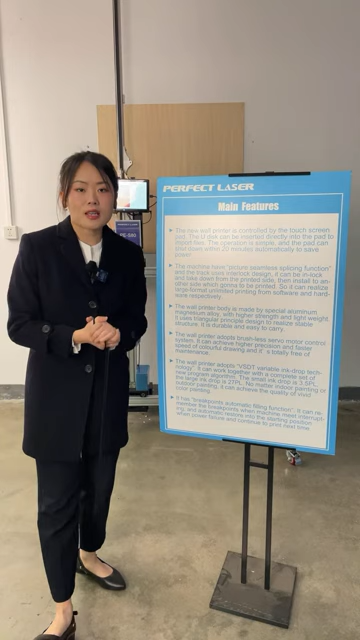 PERFECT LASER
Main Features
The new wall printer is controlled by the touch screen
pad. The U disk can be inserted directly into the pad to
import files. The operation is simple, and the pad can
shut down within 20 minutes automatically to save
power
The machine have "picture seamless splicing function"
and the track uses interlock design, it can be in-lock
and take down from the printed side, then install to an-
other side which gonna to be printed. So it can realize
large-format unlimited printing from software and hard-
ware respectively
The wall printer body is made by special aluminum
magnesium alloy, with higher strength and light weight.
It uses triangular principle design to realize stable
structure. It is durable and easy to carry.
The wall printer adopts brush-less servo motor control
system, it can achieve higher precision and faster
speed of colourful drawing and it' s totally free of
maintenance.
The wall printer adopts "VSDT variable ink-drop tech-
nology", it can work together with a complete set of
new program algorithm. The small ink drop is 3.5PL,
the large ink drop is 21PL. No matter indoor painting or
outdoor painting, it can achieve the quality of vivid
color printing.
It has "breakpoints automatic filling function". It can re-
member the breakpoints when machine meet interrupt-
ing, and automatic restore into the starting position
when power failure and continue to print next time.